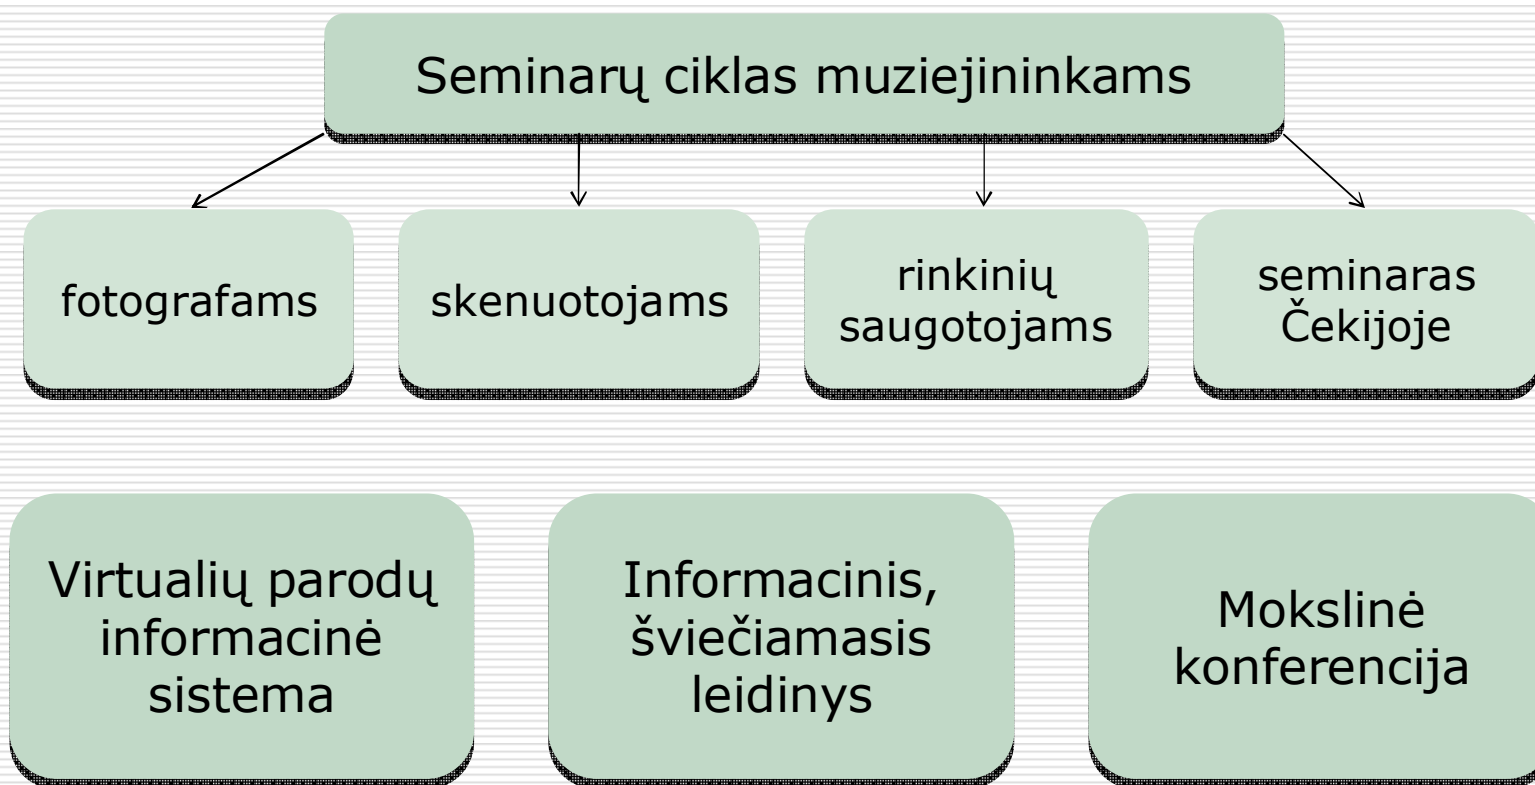 Seminarų ciklas muziejininkams
fotografams
skenuotojams
rinkinių
saugotojams
seminaras
Čekijoje
Virtualių parodų
informacinė
sistema
Informacinis,
šviečiamasis
leidinys
Mokslinė
konferencija